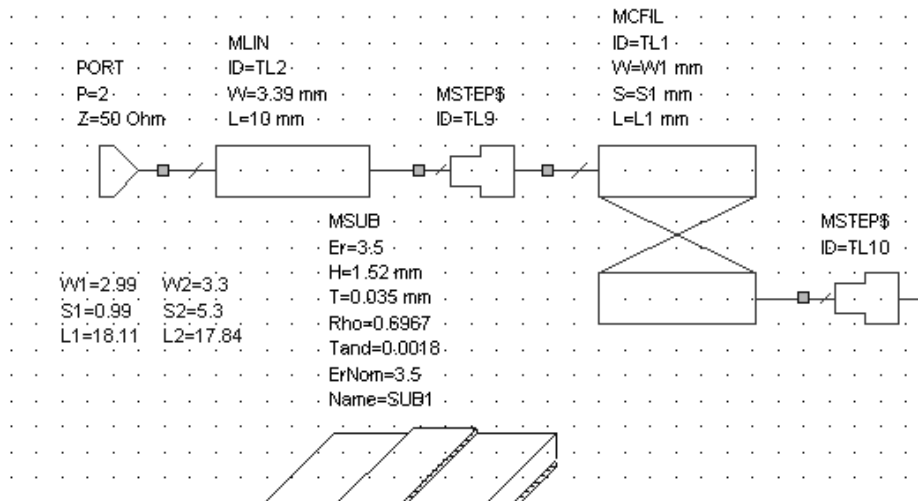 MCFIL
ID=TL1
W=W1 mm
S=S1 mm
L=L1 mm
MLIN
ID=TL2
W=3.39 mm
L=10 mm
PORT
P=2
Z=50 Ohm
MSTEP$
ID=TL9
MSTEP$
ID=TL10
MSUB
Er=3.5
H=1.52 mm
T=0.035 mm
Rho=0.6967
Tand=0.0018
ErNom=3.5
Name=SUB1
W1=2.99 W2=3.3
S1=0.99 S2=5.3
L1=18.11 L2=17.84